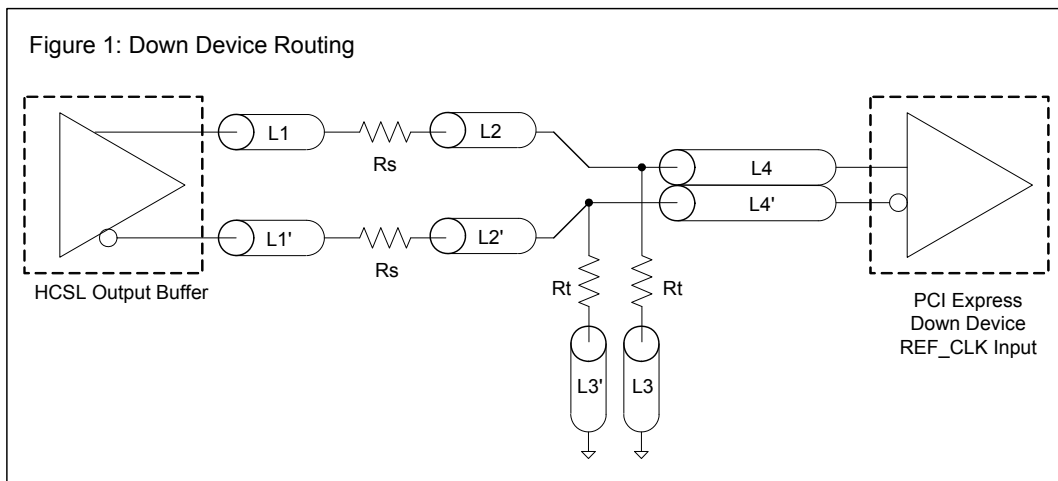 Figure 1: Down Device Routing
L1
Rs
L2
L4
L4'
L1'
Rs
L2'
HCSL Output Buffer
Rt
Rt
L3'
L3
PCI Express
Down Device
REF_CLK Input